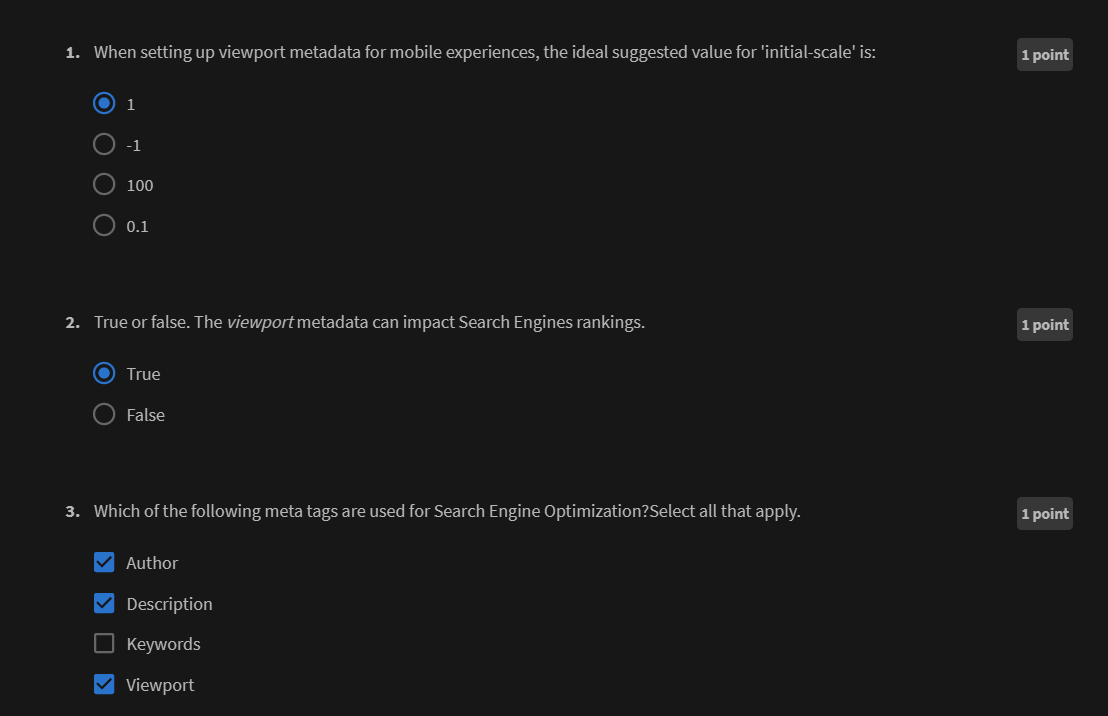 1. When setting up viewport metadata for mobile experiences, the ideal suggested value for 'initial-scale' is:
1 point
1
-1
100
0.1
2. True or false. The viewport metadata can impact Search Engines rankings.
1 point
True
False
3. Which of the following meta tags are used for Search Engine Optimization?Select all that apply.
1 point
Author
Description
Keywords
Viewport